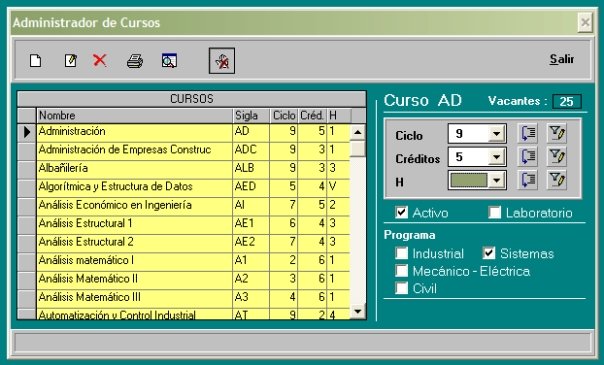 Administrador de Cursos
Salir
CURSOS
Nombre Sigla Ciclo Créd. H
Administración AD 9 5 1
Administración de Empresas Construc ADC 9 3 1
Albañilería ALB 9 3 3
Algorítmica y Estructura de Datos AED 5 4 V
Análisis Económico en Ingeniería AI 7 5 2
Análisis Estructural 1 AE1 6 4 3
Análisis Estructural 2 AE2 7 4 3
Análisis matemático I A1 2 6 1
Análisis Matemático II A2 3 6 1
Análisis Matemático III A3 4 6 1
Automatización y Control Industrial AT 9 2 4
Curso AD Vacantes : 25
Ciclo 9
Créditos 5
H
Activo Laboratorio
Programa
Industrial Sistemas
Mecánico - Eléctrica
Civil